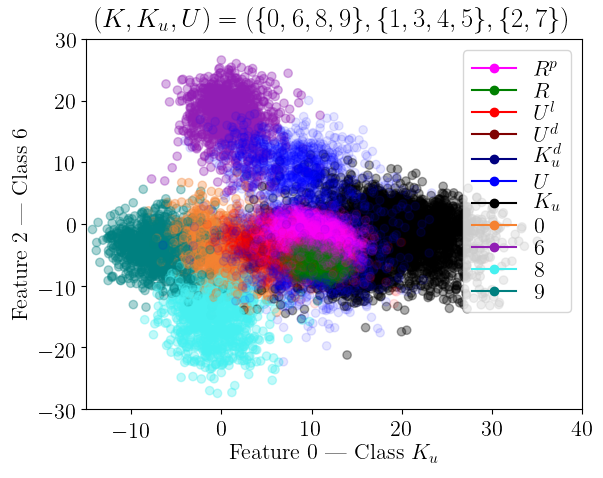 (K, K_u, U) = ({0, 6, 8, 9}, {1, 3, 4, 5}, {2, 7})
30
20
10
0
−10
−20
−30
Feature 2 — Class 6
R^p
R
U^l
U^d
K_u^d
U
K_u
0
6
8
9
−10
0
10
20
30
40
Feature 0 — Class K_u